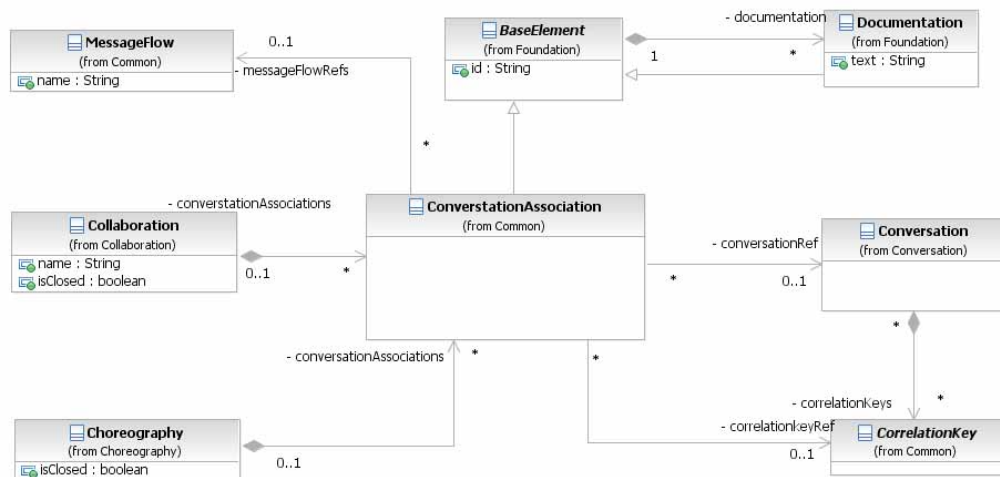 MessageFlow
(from Common)
name : String
0..1
- messageFlowRefs
*
BaseElement
(from Foundation)
id : String
- documentation
1
*
Documentation
(from Foundation)
text : String
- converstationAssociations
Collaboration
(from Collaboration)
name : String
isClosed : boolean
0..1
*
ConverstationAssociation
(from Common)
- conversationRef
*
0..1
Conversation
(from Conversation)
*
*
- correlationKeys
- conversationAssociations
*
*
- correlationkeyRef
0..1
Choreography
(from Choreography)
isClosed : boolean
0..1
CorrelationKey
(from Common)